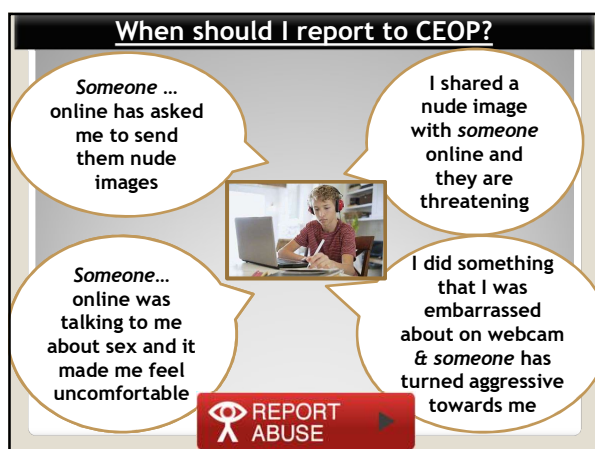 When should I report to CEOP?
Someone …
online has asked
me to send
them nude
images
I shared a
nude image
with someone
online and
they are
threatening
Someone…
online was
talking to me
about sex and it
made me feel
uncomfortable
I did something
that I was
embarrassed
about on webcam
& someone has
turned aggressive
towards me
REPORT
ABUSE